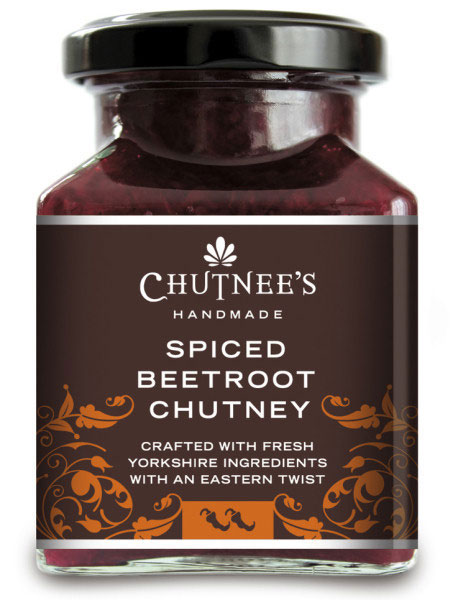 CHUTNEE'S
HANDMADE
SPICED
BEETROOT
CHUTNEY
CRAFTED WITH FRESH
YORKSHIRE INGREDIENTS
WITH AN EASTERN TWIST